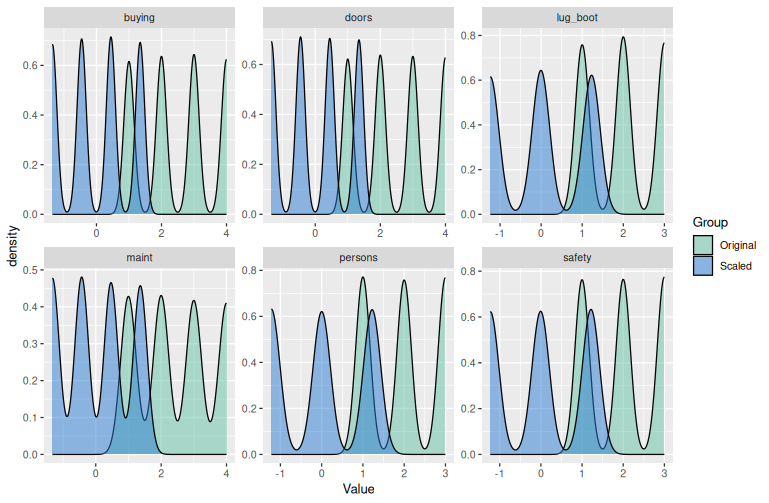 buying doors lug_boot
0.6 0.4 0.2 0.0
0 2 4
0.6 0.4 0.2 0.0
0 2 4
0.8 0.6 0.4 0.2 0.0
-1 0 1 2 3
maint persons safety
0.5 0.4 0.3 0.2 0.1 0.0
0 2 4
0.8 0.6 0.4 0.2 0.0
-1 0 1 2 3
0.8 0.6 0.4 0.2 0.0
-1 0 1 2 3
density
Value
Group
Original
Scaled